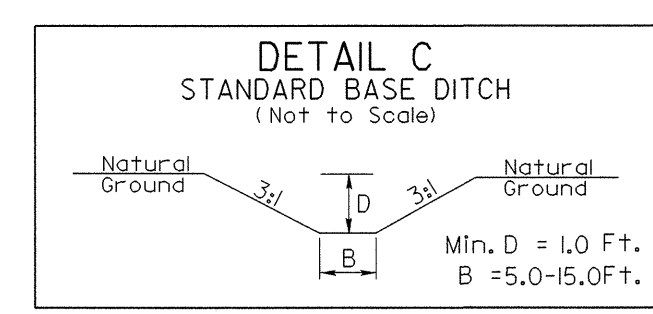 DETAIL C
STANDARD BASE DITCH
(Not to Scale)
Natural
Ground
3:1
D
3:1
Natural
Ground
B
Min. D = 1.0 Ft.
B =5.0-15.0Ft.